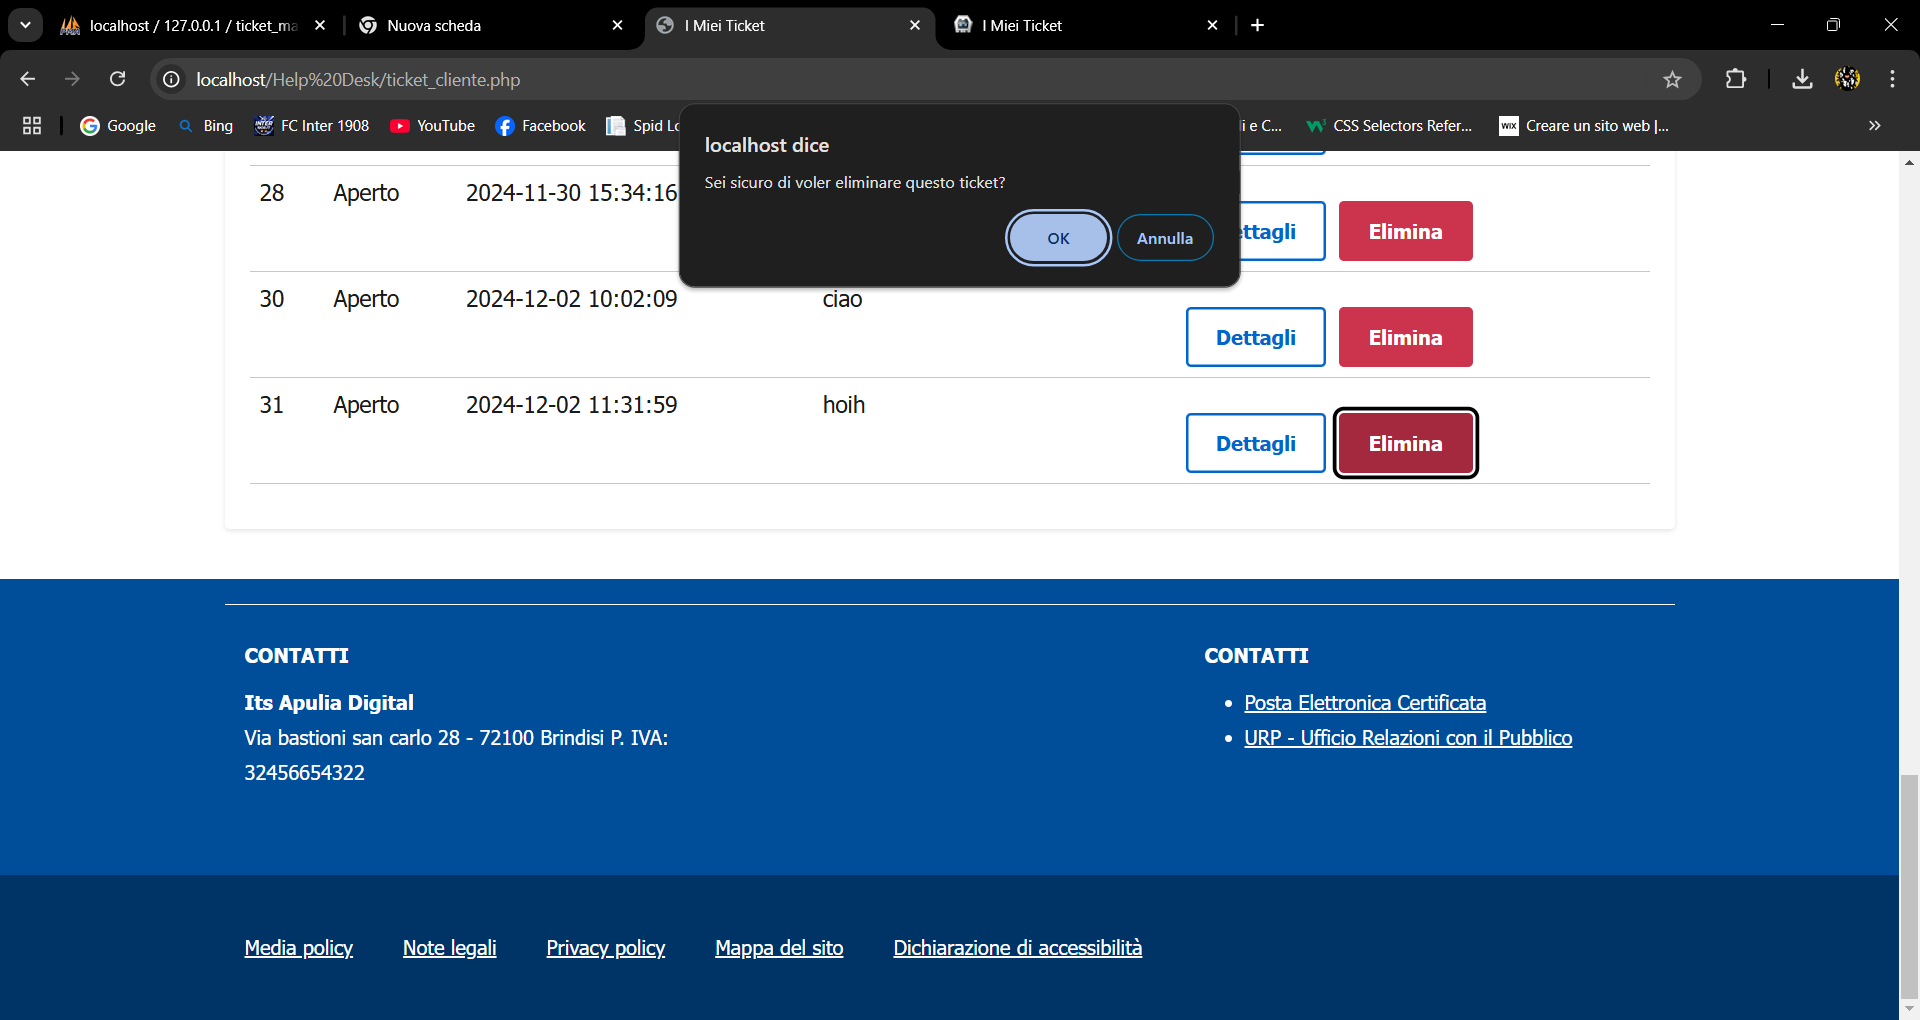 localhost / 127.0.0.1 / ticket_ma
Nuova scheda
I Miei Ticket
I Miei Ticket
localhost/Help%20Desk/ticket_cliente.php
Google
Bing
FC Inter 1908
YouTube
Facebook
Spid Lo
i e C...
CSS Selectors Refer...
WIX
Creare un sito web |...
localhost dice
Sei sicuro di voler eliminare questo ticket?
OK
Annulla
28 Aperto 2024-11-30 15:34:16 ettagli Elimina
30 Aperto 2024-12-02 10:02:09 ciao Dettagli Elimina
31 Aperto 2024-12-02 11:31:59 hoih Dettagli Elimina
CONTATTI
Its Apulia Digital
Via bastioni san carlo 28 - 72100 Brindisi P. IVA:
32456654322
CONTATTI
Posta Elettronica Certificata
URP - Ufficio Relazioni con il Pubblico
Media policy
Note legali
Privacy policy
Mappa del sito
Dichiarazione di accessibilità